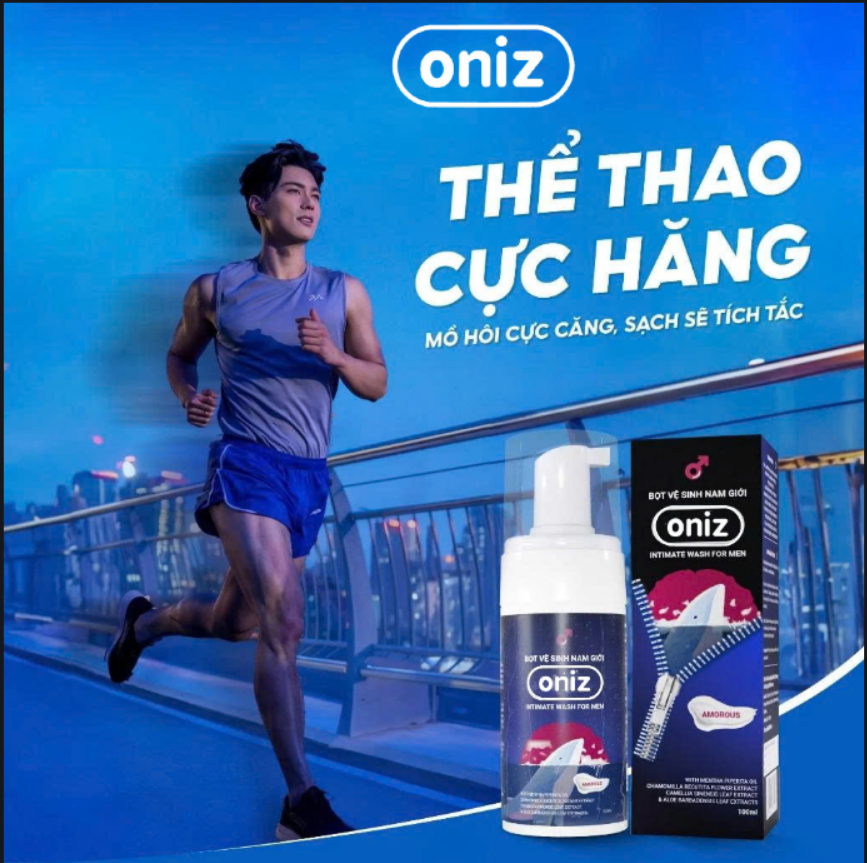 oniz
THỂ THAO
CỰC HĂNG
MỒ HÔI CỰC CĂNG, SẠCH SẼ TÍCH TẮC
BỌT VỆ SINH NAM GIỚI
oniz
INTIMATE WASH FOR MEN
AMOROUS
WITH MENTHA PIPERITA OIL
CHAMOMILLA RECUTITA FLOWER EXTRACT
CAMELLIA SINENSIS LEAF EXTRACT
& ALOE BARBADENSIS LEAF EXTRACTS
100ml
BỌT VỆ SINH NAM GIỚI
oniz
INTIMATE WASH FOR MEN